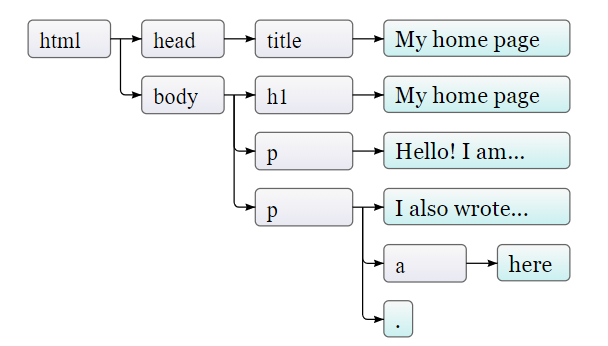 html head title My home page
body h1 My home page
p Hello! I am...
p I also wrote...
a here
.